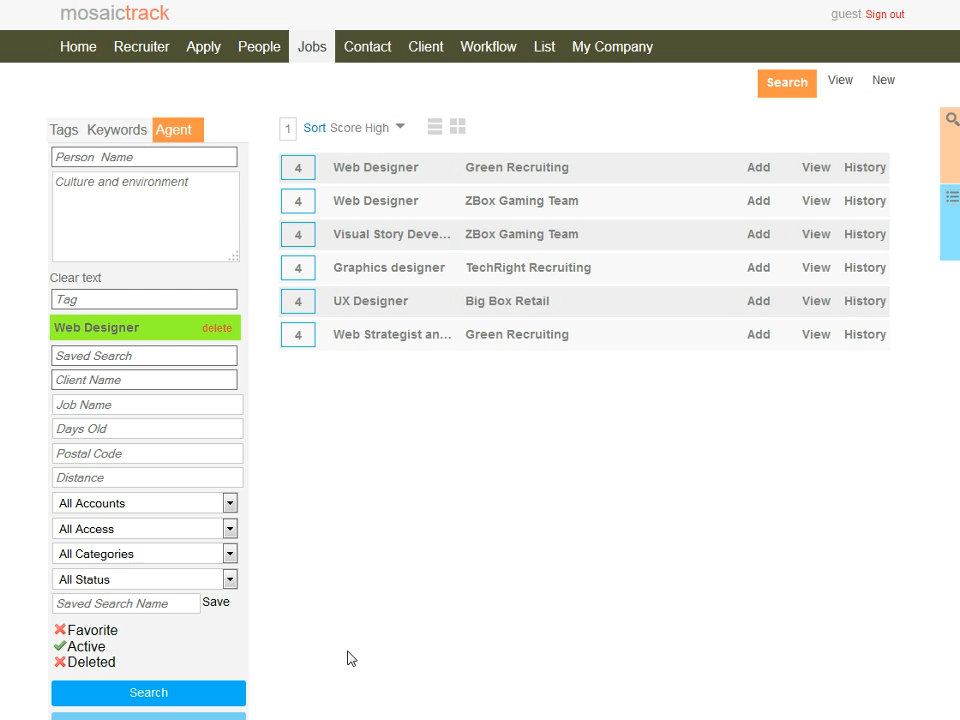 mosaictrack
guest Sign out
Home Recruiter Apply People Jobs Contact Client Workflow List My Company
Search View New
Tags Keywords Agent
1 Sort Score High
Person Name
Culture and environment
Clear text
Tag
Web Designer delete
Saved Search
Client Name
Job Name
Days Old
Postal Code
Distance
All Accounts
All Access
All Categories
All Status
Saved Search Name Save
Favorite
Active
Deleted
Search
4 Web Designer Green Recruiting Add View History
4 Web Designer ZBox Gaming Team Add View History
4 Visual Story Deve... ZBox Gaming Team Add View History
4 Graphics designer TechRight Recruiting Add View History
4 UX Designer Big Box Retail Add View History
4 Web Strategist an... Green Recruiting Add View History